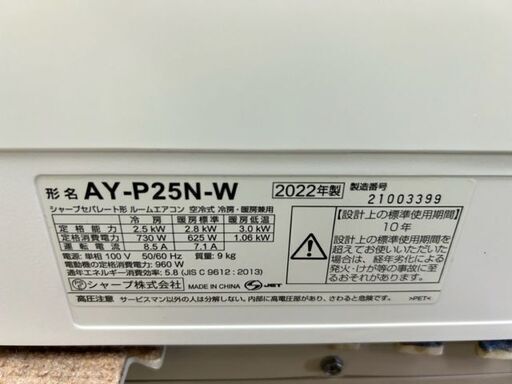 形名 AY-P25N-W 2022年製 製造番号 21003399
シャープセパレート形 ルームエアコン 空冷式 冷房・暖房兼用
冷房 暖房標準 暖房低温
定格能力 2.5 kW 2.8 kW 3.0 kW
定格消費電力 730 W 625 W 1.06 kW
運転電流 8.5 A 7.1 A
電源: 単相 100 V 50/60 Hz 質量: 9 kg
電動機の定格消費電力: 960 W
通年エネルギー消費効率: 5.8 (JIS C 9612 : 2013)
シャープ株式会社 MADE IN CHINA JET
【設計上の標準使用期間】
10年
設計上の標準使用期間を
超えてお使いいただいた
場合は、経年劣化による
発火・けが等の事故に至
るおそれがあります。
高圧注意 サービスマン以外の人は分解しない。内部に高電圧部があり、さわると危険。 >PET<